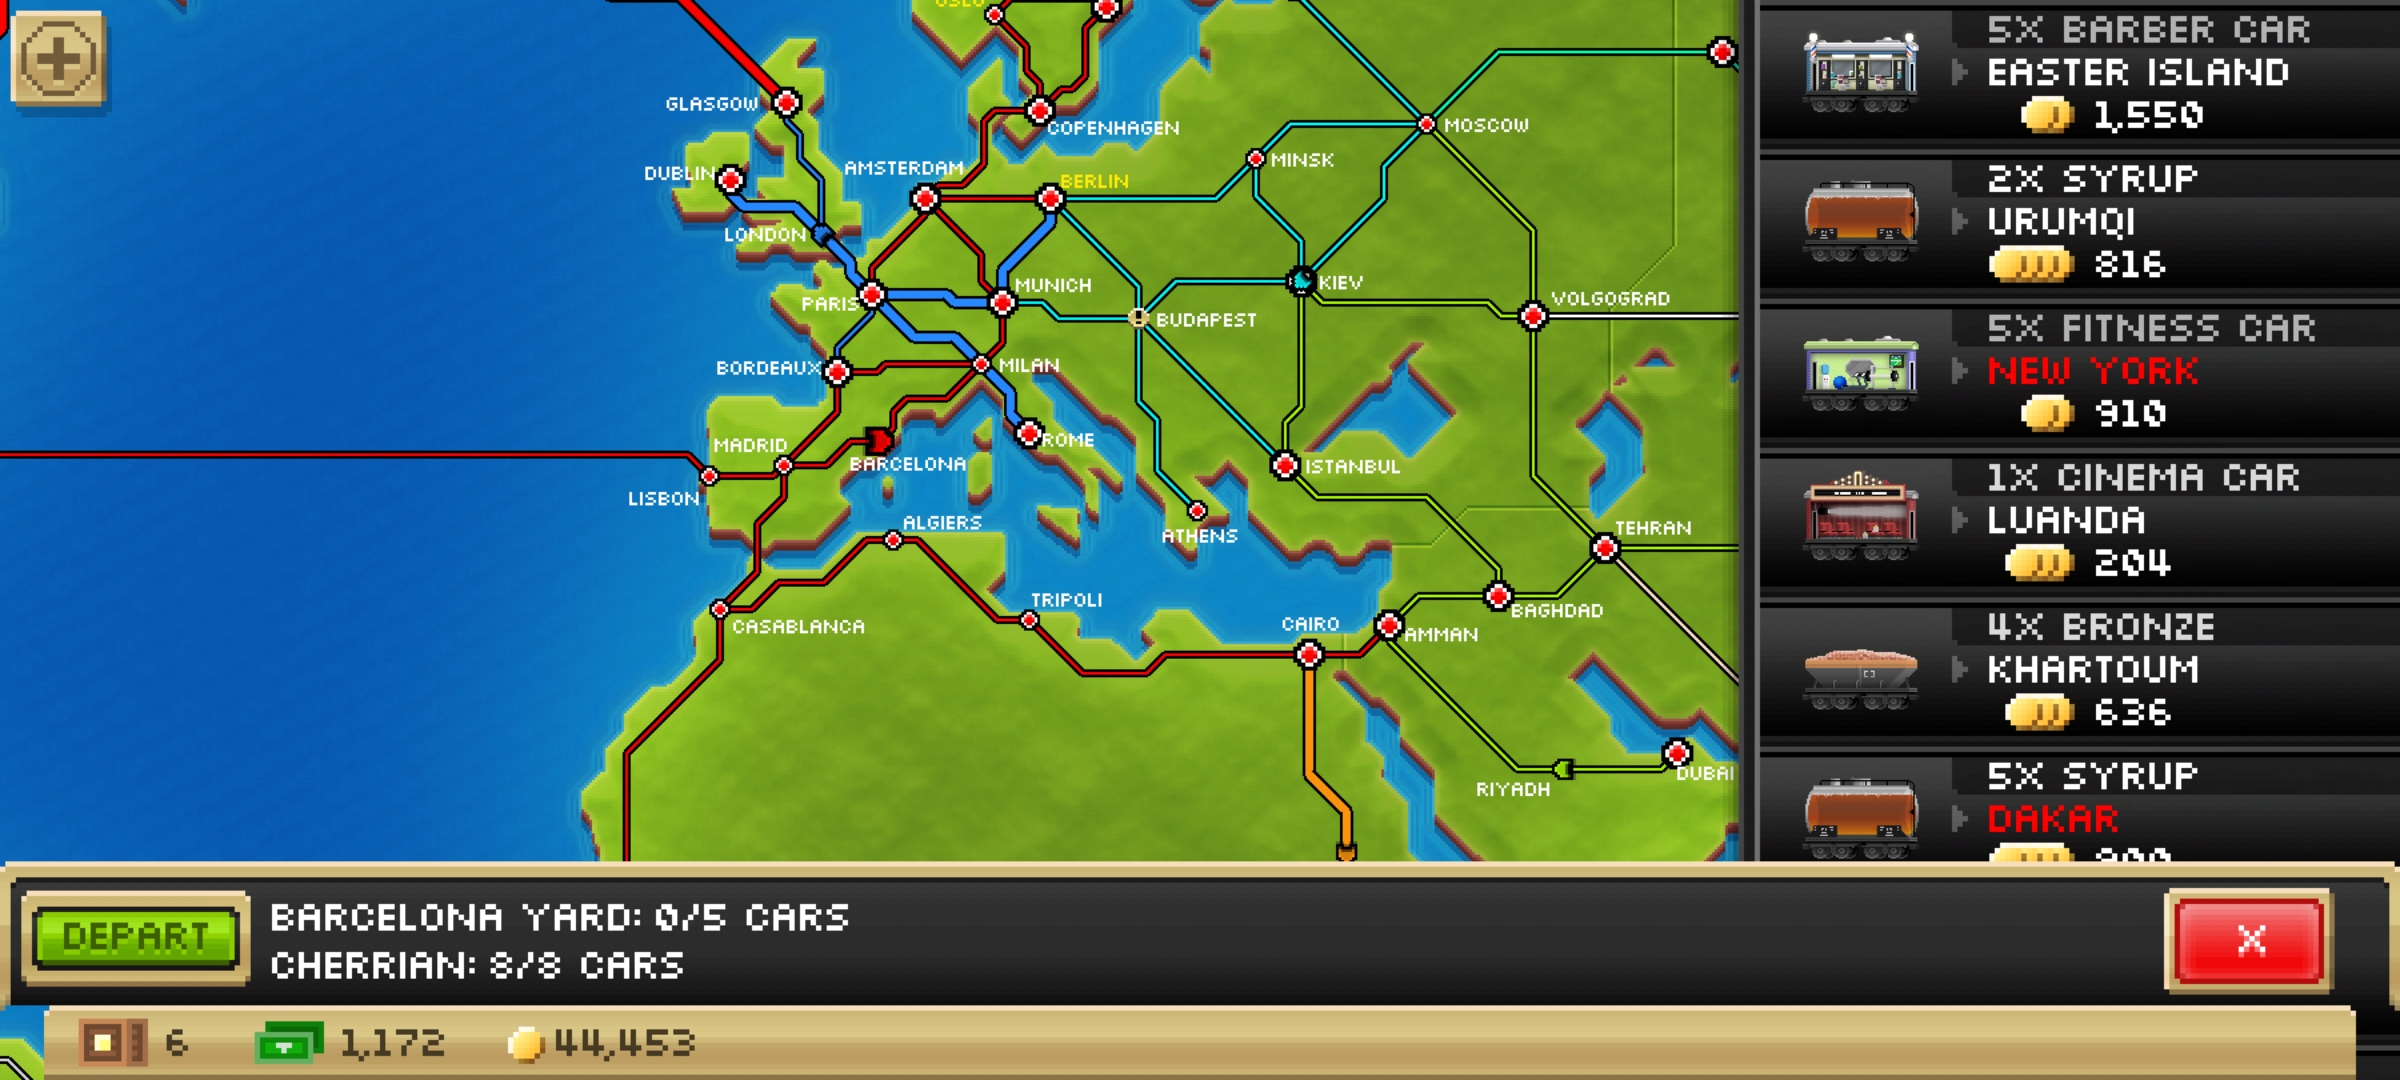 OSLO
GLASGOW
COPENHAGEN
MOSCOW
MINSK
DUBLIN
AMSTERDAM
BERLIN
LONDON
MUNICH
KIEV
PARIS
VOLGOGRAD
BUDAPEST
BORDEAUX
MILAN
MADRID
ROME
BARCELONA
ISTANBUL
LISBON
ALGIERS
ATHENS
TEHRAN
TRIPOLI
CASABLANCA
CAIRO
BAGHDAD
AMMAN
RIYADH
DUBAI
5X BARBER CAR
EASTER ISLAND
1,550
2X SYRUP
URUMQI
816
5X FITNESS CAR
NEW YORK
910
1X CINEMA CAR
LUANDA
204
4X BRONZE
KHARTOUM
636
5X SYRUP
DAKAR
DEPART
BARCELONA YARD: 0/5 CARS
CHERRIAN: 8/8 CARS
X
6
1,172
44,453